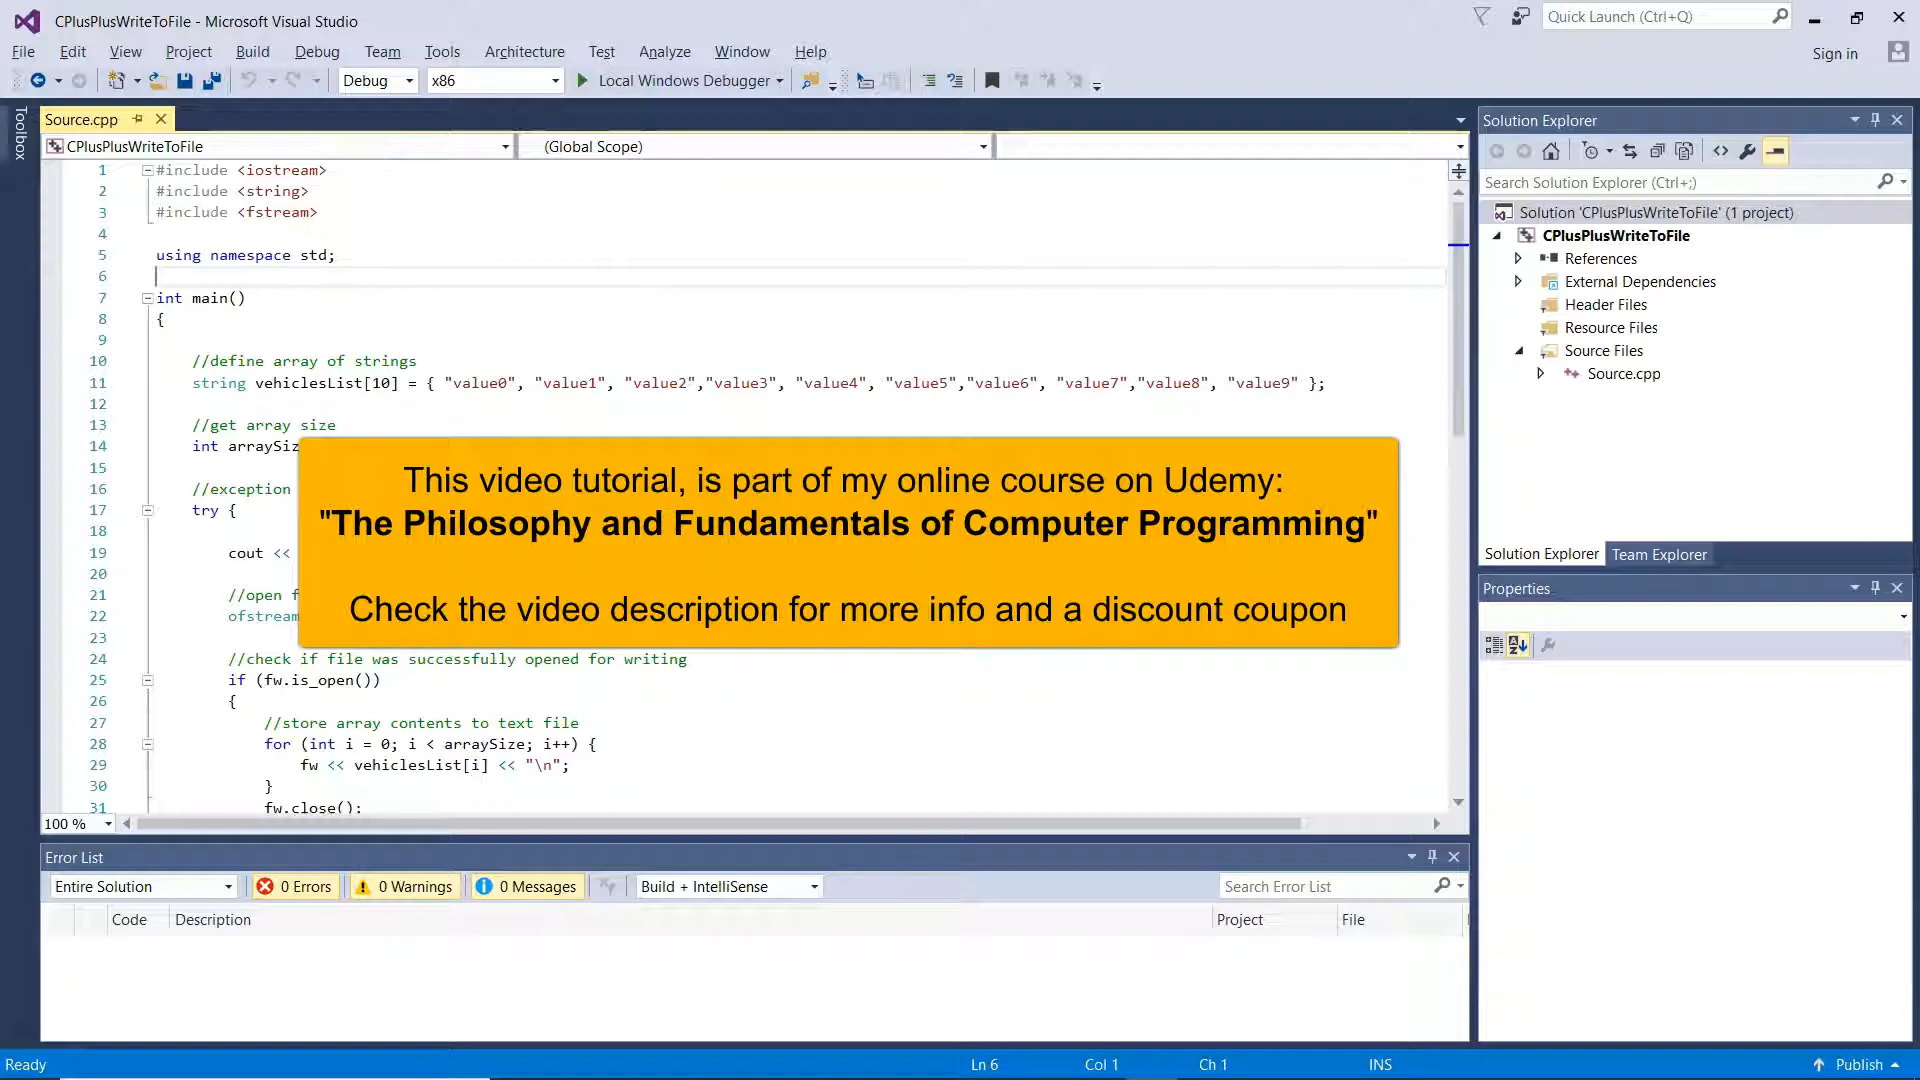 CPlusPlusWriteToFile - Microsoft Visual Studio
Quick Launch (Ctrl+Q)
File Edit View Project Build Debug Team Tools Architecture Test Analyze Window Help
Sign in
Debug x86 Local Windows Debugger
Toolbox
Source.cpp
CPlusPlusWriteToFile (Global Scope)
1 #include <iostream>
2 #include <string>
3 #include <fstream>
4
5 using namespace std;
6
7 int main()
8 {
9
10 //define array of strings
11 string vehiclesList[10] = { "value0", "value1", "value2","value3", "value4", "value5","value6", "value7","value8", "value9" };
12
13 //get array size
14 int arraySiz
15
16 //exception
17 try {
18
19 cout <<
20
21 //open f
22 ofstream
23
24 //check if file was successfully opened for writing
25 if (fw.is_open())
26 {
27 //store array contents to text file
28 for (int i = 0; i < arraySize; i++) {
29 fw << vehiclesList[i] << "\n";
30 }
31 fw.close();
100 %
This video tutorial, is part of my online course on Udemy:
"The Philosophy and Fundamentals of Computer Programming"
Check the video description for more info and a discount coupon
Solution Explorer
Search Solution Explorer (Ctrl+;)
Solution 'CPlusPlusWriteToFile' (1 project)
CPlusPlusWriteToFile
References
External Dependencies
Header Files
Resource Files
Source Files
Source.cpp
Solution Explorer Team Explorer
Properties
Error List
Entire Solution 0 Errors 0 Warnings 0 Messages Build + IntelliSense Search Error List
Code Description Project File
Ready Ln 6 Col 1 Ch 1 INS Publish